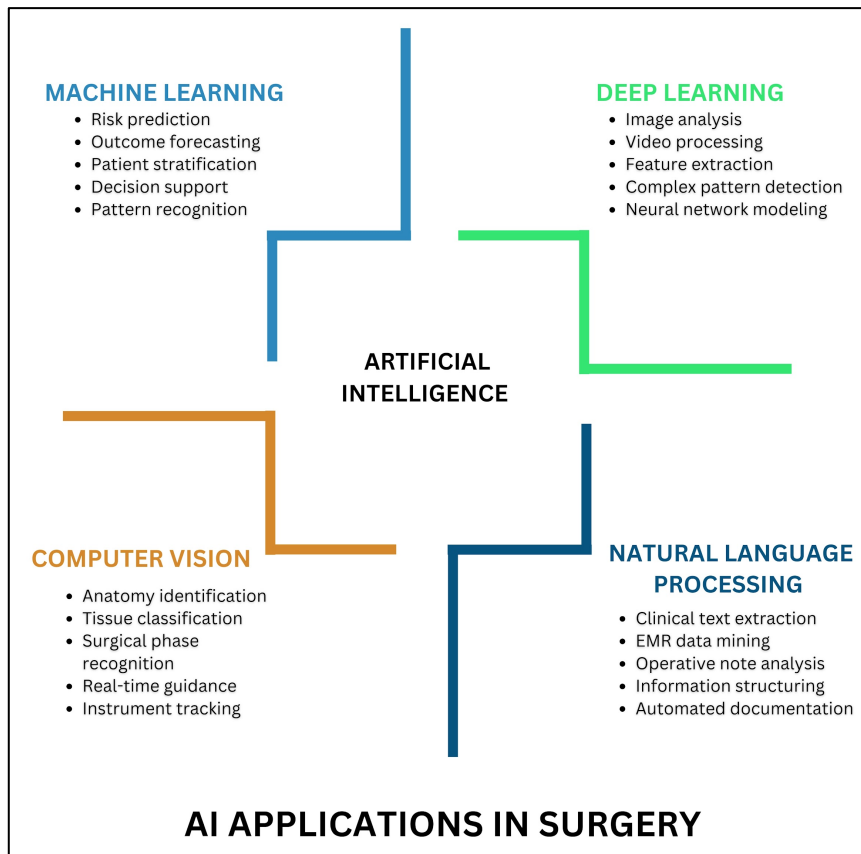 MACHINE LEARNING
• Risk prediction
• Outcome forecasting
• Patient stratification
• Decision support
• Pattern recognition
DEEP LEARNING
• Image analysis
• Video processing
• Feature extraction
• Complex pattern detection
• Neural network modeling
ARTIFICIAL
INTELLIGENCE
COMPUTER VISION
• Anatomy identification
• Tissue classification
• Surgical phase
recognition
• Real-time guidance
• Instrument tracking
NATURAL LANGUAGE
PROCESSING
• Clinical text extraction
• EMR data mining
• Operative note analysis
• Information structuring
• Automated documentation
AI APPLICATIONS IN SURGERY